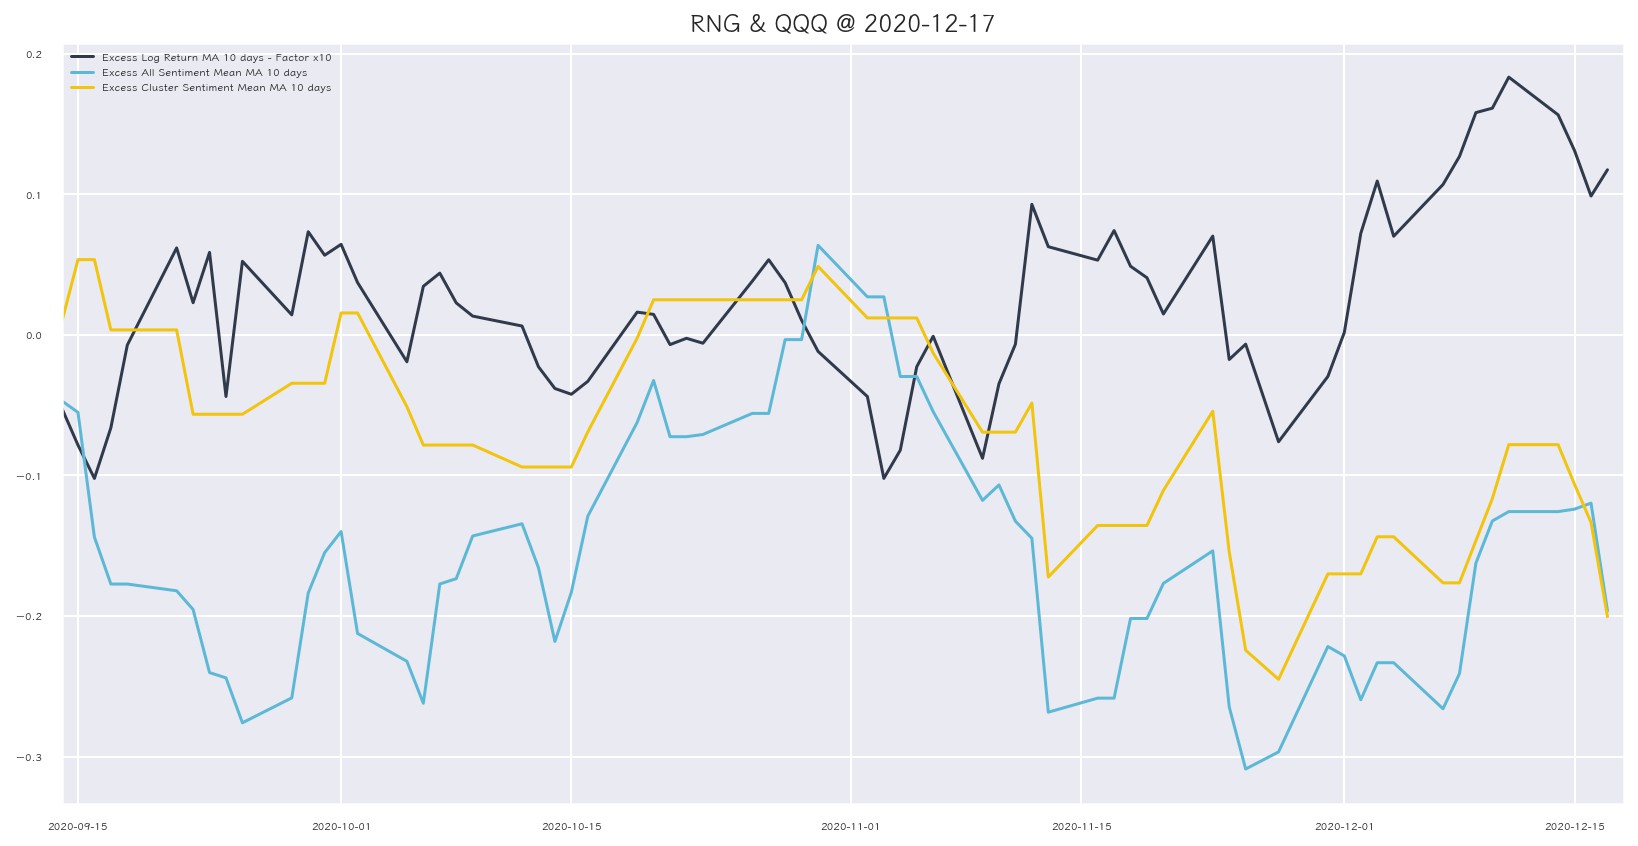 RNG & QQQ @ 2020-12-17
Excess Log Return MA 10 days - Factor x10
Excess All Sentiment Mean MA 10 days
Excess Cluster Sentiment Mean MA 10 days
0.2
0.1
0.0
−0.1
−0.2
−0.3
2020-09-15 2020-10-01 2020-10-15 2020-11-01 2020-11-15 2020-12-01 2020-12-15